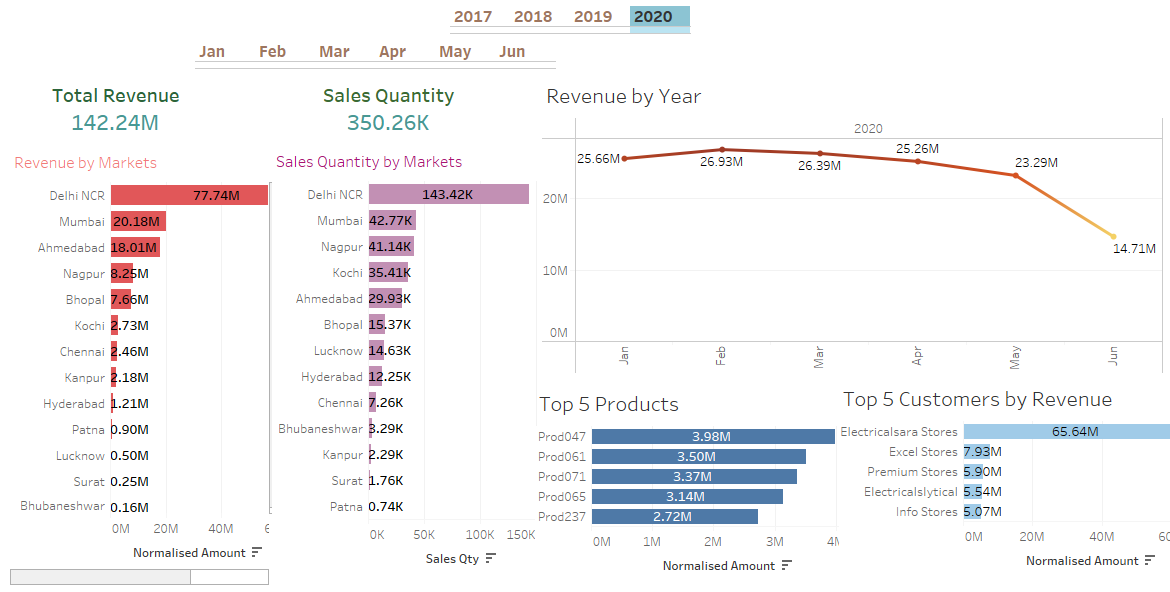 2017 2018 2019 2020
Jan Feb Mar Apr May Jun
Total Revenue
142.24M
Sales Quantity
350.26K
Revenue by Markets
Delhi NCR 77.74M
Mumbai 20.18M
Ahmedabad 18.01M
Nagpur 8.25M
Bhopal 7.66M
Kochi 2.73M
Chennai 2.46M
Kanpur 2.18M
Hyderabad 1.21M
Patna 0.90M
Lucknow 0.50M
Surat 0.25M
Bhubaneshwar 0.16M
0M 20M 40M 6
Normalised Amount
Sales Quantity by Markets
Delhi NCR 143.42K
Mumbai 42.77K
Nagpur 41.14K
Kochi 35.41K
Ahmedabad 29.93K
Bhopal 15.37K
Lucknow 14.63K
Hyderabad 12.25K
Chennai 7.26K
Bhubaneshwar 3.29K
Kanpur 2.29K
Surat 1.76K
Patna 0.74K
0K 50K 100K 150K
Sales Qty
Revenue by Year
2020
25.66M 26.93M 26.39M 25.26M 23.29M 14.71M
20M
10M
0M
Jan Feb Mar Apr May Jun
Top 5 Products
Prod047 3.98M
Prod061 3.50M
Prod071 3.37M
Prod065 3.14M
Prod237 2.72M
0M 1M 2M 3M 4M
Normalised Amount
Top 5 Customers by Revenue
Electricalsara Stores 65.64M
Excel Stores 7.93M
Premium Stores 5.90M
Electricalslytical 5.54M
Info Stores 5.07M
0M 20M 40M 60
Normalised Amount